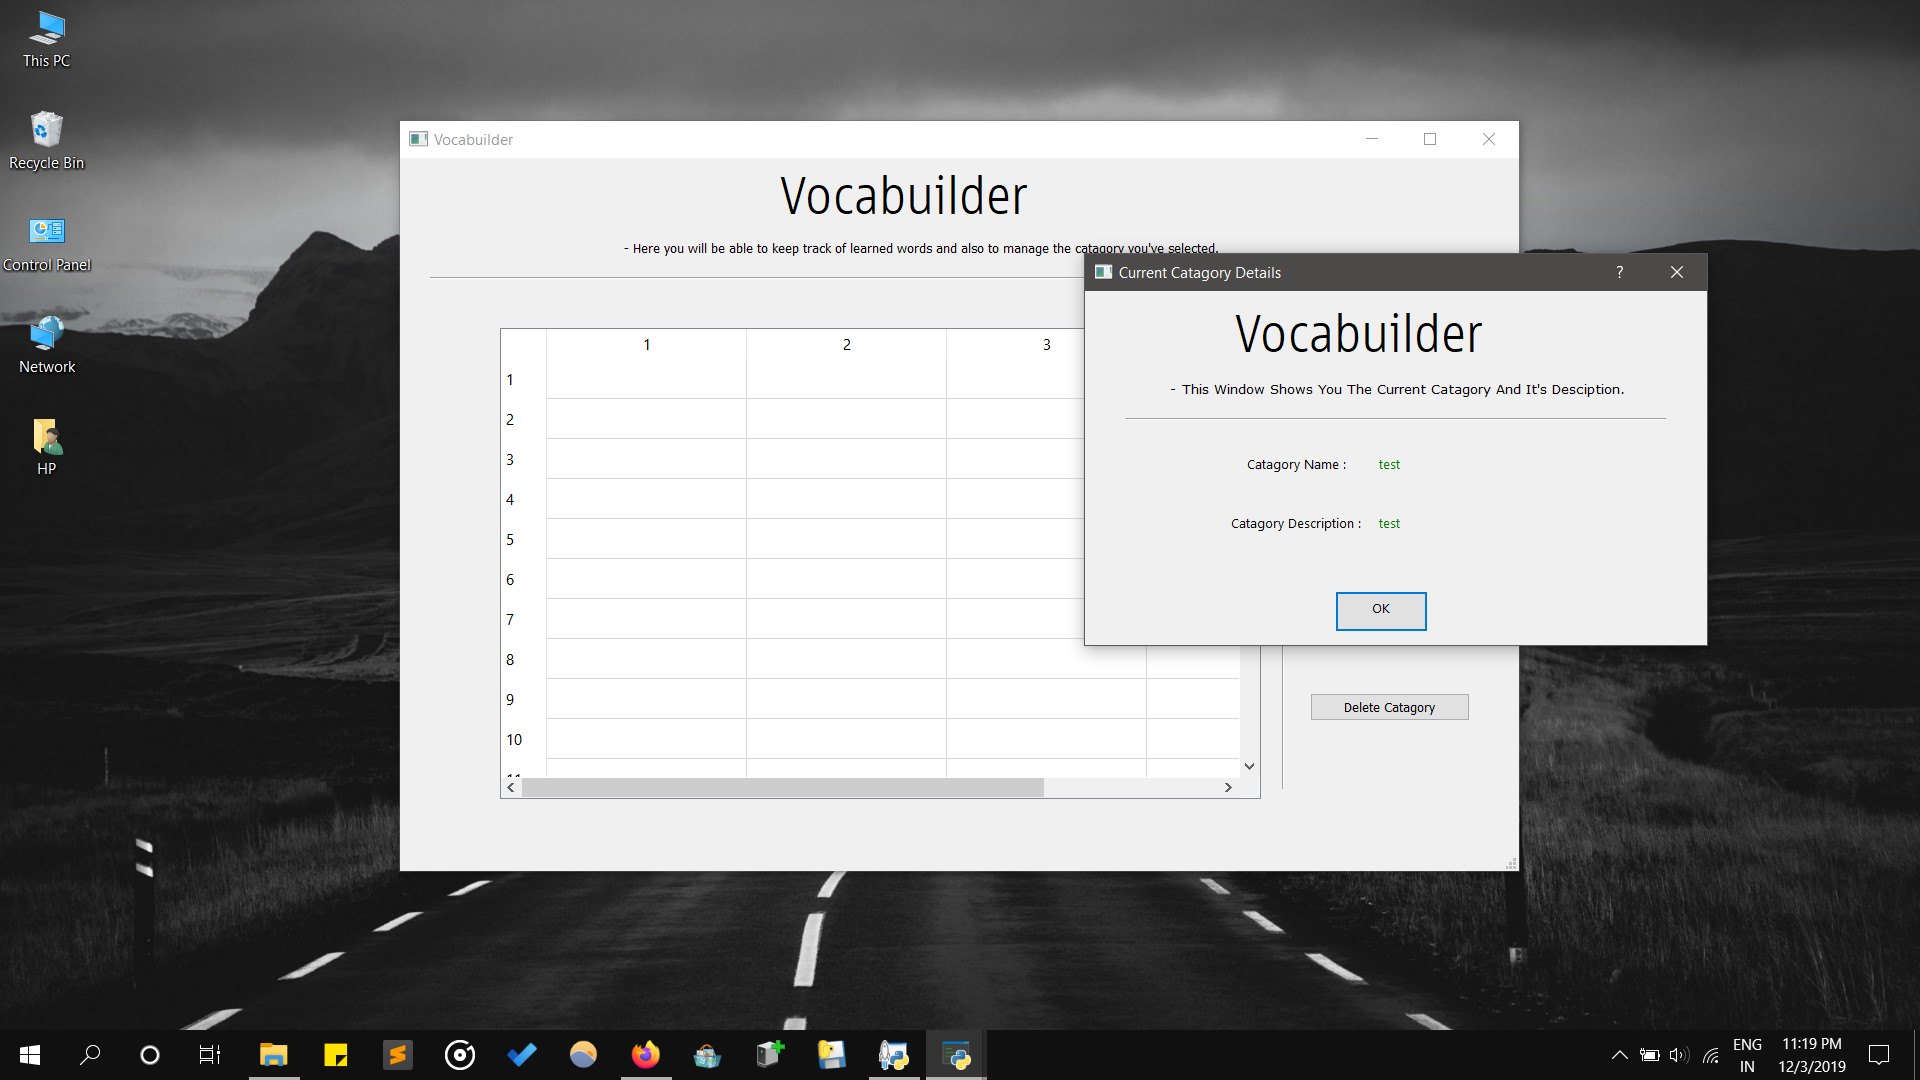 This PC
Recycle Bin
Control Panel
Network
HP
Vocabuilder
Vocabuilder
- Here you will be able to keep track of learned words and also to manage the catagory you've selected.
1 2 3
1
2
3
4
5
6
7
8
9
10
11
Current Catagory Details ?
Vocabuilder
- This Window Shows You The Current Catagory And It's Desciption.
Catagory Name : test
Catagory Description : test
OK
Delete Catagory
ENG
IN
11:19 PM
12/3/2019